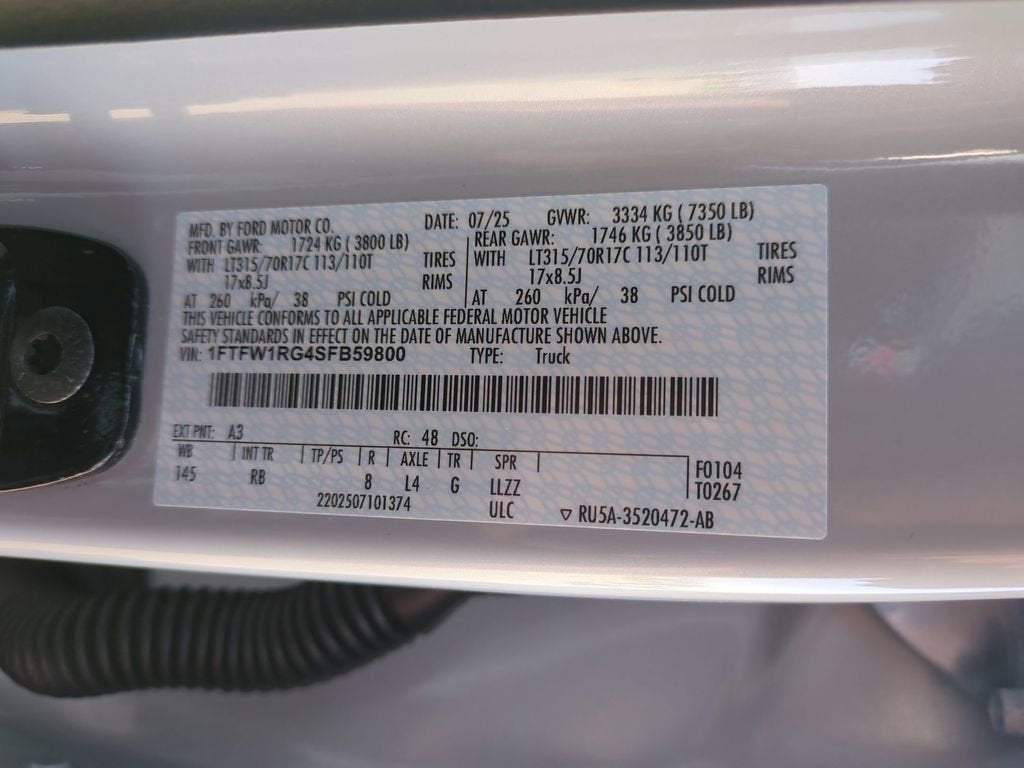 MFD. BY FORD MOTOR CO. DATE: 07/25 GVWR: 3334 KG ( 7350 LB)
FRONT GAWR: 1724 KG ( 3800 LB) REAR GAWR: 1746 KG ( 3850 LB)
WITH LT315/70R17C 113/110T TIRES WITH LT315/70R17C 113/110T TIRES
17x8.5J RIMS 17x8.5J RIMS
AT 260 kPa/ 38 PSI COLD AT 260 kPa/ 38 PSI COLD
THIS VEHICLE CONFORMS TO ALL APPLICABLE FEDERAL MOTOR VEHICLE
SAFETY STANDARDS IN EFFECT ON THE DATE OF MANUFACTURE SHOWN ABOVE.
VIN: 1FTFW1RG4SFB59800 TYPE: Truck
EXT PNT: A3 RC: 48 DSO:
WB INT TR TP/PS R AXLE TR SPR F0104
145 RB 8 L4 G LLZZ T0267
2202507101374 ULC ▽ RU5A-3520472-AB